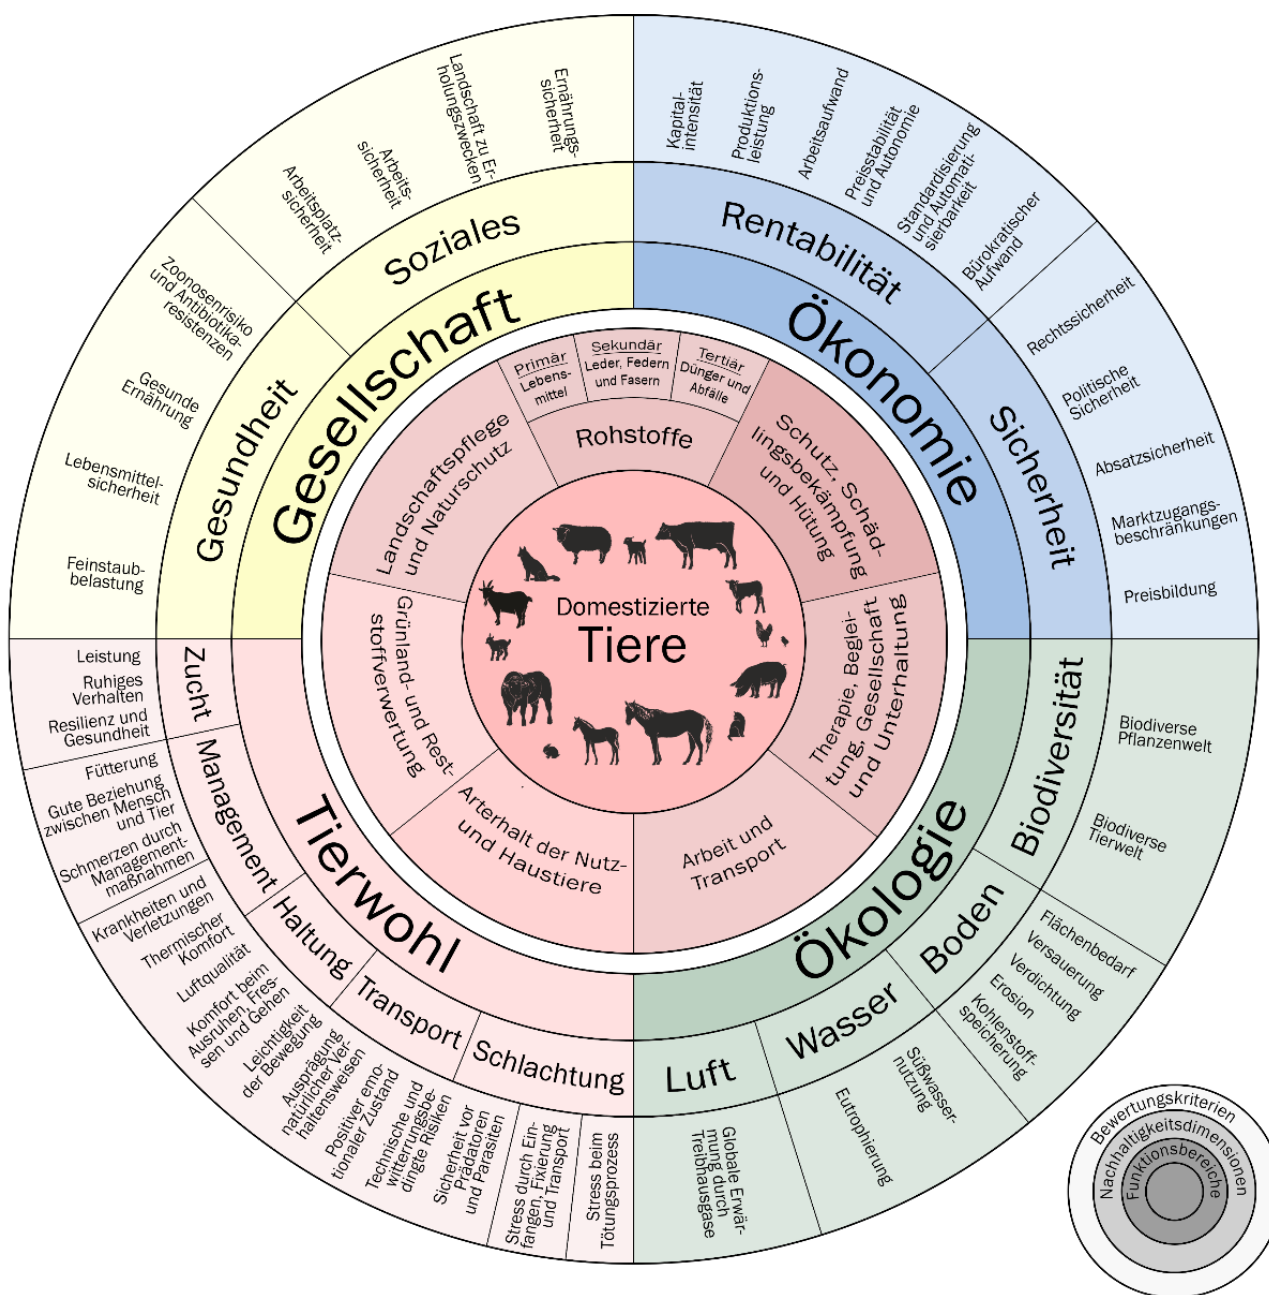 Gesellschaft
Soziales
Arbeitsplatz-
sicherheit
Arbeits-
sicherheit
Landschaft zu Er-
holungszwecken
Ernährungs-
sicherheit
Gesundheit
Zoonosenrisiko
und Antibiotika-
resistenzen
Gesunde
Ernährung
Lebensmittel-
sicherheit
Feinstaub-
belastung
Ökonomie
Rentabilität
Kapital-
intensität
Produktions-
leistung
Arbeitsaufwand
Preisstabilität
und Autonomie
Standardisierung
und Automati-
sierbarkeit
Bürokratischer
Aufwand
Sicherheit
Rechtssicherheit
Politische
Sicherheit
Absatzsicherheit
Marktzugangs-
beschränkungen
Preisbildung
Ökologie
Biodiversität
Biodiverse
Pflanzenwelt
Biodiverse
Tierwelt
Boden
Flächenbedarf
Versauerung
Verdichtung
Erosion
Kohlenstoff-
speicherung
Wasser
Süßwasser-
nutzung
Eutrophierung
Luft
Globale Erwär-
mung durch
Treibhausgase
Tierwohl
Zucht
Leistung
Ruhiges
Verhalten
Resilienz und
Gesundheit
Management
Fütterung
Gute Beziehung
zwischen Mensch
und Tier
Schmerzen durch
Management-
maßnahmen
Haltung
Krankheiten und
Verletzungen
Thermischer
Komfort
Luftqualität
Komfort beim
Ausruhen, Fres-
sen und Gehen
Leichtigkeit
der Bewegung
Ausprägung
natürlicher Ver-
haltensweisen
Positiver emo-
tionaler Zustand
Technische und
witterungsbe-
dingte Risiken
Sicherheit vor
Prädatoren
und Parasiten
Transport
Stress durch Ein-
fangen, Fixierung
und Transport
Schlachtung
Stress beim
Tötungsprozess
Landschaftspflege
und Naturschutz
Primär
Lebens-
mittel
Sekundär
Leder, Federn
und Fasern
Tertiär
Dünger und
Abfälle
Rohstoffe
Schutz, Schäd-
lingsbekämpfung
und Hütung
Therapie, Beglei-
tung, Gesellschaft
und Unterhaltung
Arbeit und
Transport
Arterhalt der Nutz-
und Haustiere
Grünland- und Rest-
stoffverwertung
Domestizierte
Tiere
Bewertungskriterien
Nachhaltigkeitsdimensionen
Funktionsbereiche